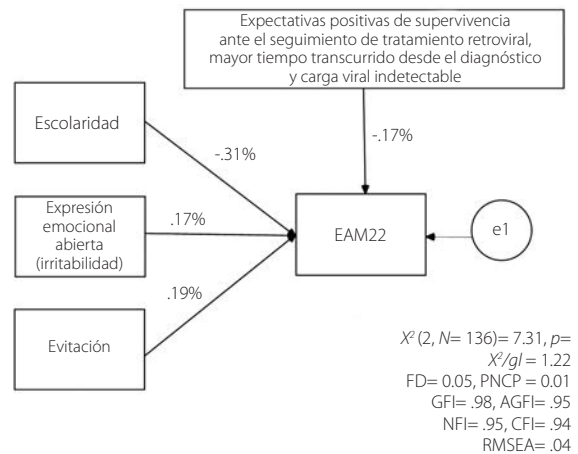 Expectativas positivas de supervivencia
ante el seguimiento de tratamiento retroviral,
mayor tiempo transcurrido desde el diagnóstico
y carga viral indetectable
Escolaridad
-.31%
-.17%
Expresión
emocional
abierta
(irritabilidad)
.17%
EAM22
e1
.19%
Evitación
X² (2, N= 136)= 7.31, p=
X²/gl = 1.22
FD= 0.05, PNCP = 0.01
GFI= .98, AGFI= .95
NFI= .95, CFI= .94
RMSEA= .04